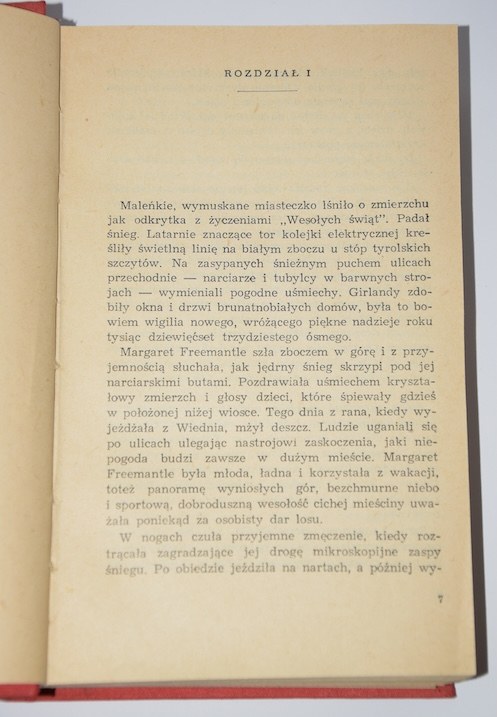 ROZDZIAŁ I
Maleńkie, wymuskane miasteczko lśniło o zmierzchu
jak odkrytka z życzeniami „Wesołych świąt”. Padał
śnieg. Latarnie znaczące tor kolejki elektrycznej kre-
śliły świetlną linię na białym zboczu u stóp tyrolskich
szczytów. Na zasypanych śnieżnym puchem ulicach
przechodnie — narciarze i tubylcy w barwnych stro-
jach — wymieniali pogodne uśmiechy. Girlandy zdo-
biły okna i drzwi brunatnobiałych domów, była to bo-
wiem wigilia nowego, wróżącego piękne nadzieje roku
tysiąc dziewięćset trzydziestego ósmego.
Margaret Freemantle szła zboczem w górę i z przy-
jemnością słuchała, jak jędrny śnieg skrzypi pod jej
narciarskimi butami. Pozdrawiała uśmiechem kryszta-
łowy zmierzch i głosy dzieci, które śpiewały gdzieś
w położonej niżej wiosce. Tego dnia z rana, kiedy wy-
jeżdżała z Wiednia, mżył deszcz. Ludzie uganiali się
po ulicach ulegając nastrojowi zaskoczenia, jaki nie-
pogoda budzi zawsze w dużym mieście. Margaret
Freemantle była młoda, ładna i korzystała z wakacji,
toteż panoramę wyniosłych gór, bezchmurne niebo
i sportową, dobroduszną wesołość cichej mieściny uwa-
żała poniekąd za osobisty dar losu.
W nogach czuła przyjemne zmęczenie, kiedy roz-
trącała zagradzające jej drogę mikroskopijne zaspy
śniegu. Po obiedzie jeździła na nartach, a później wy-
7